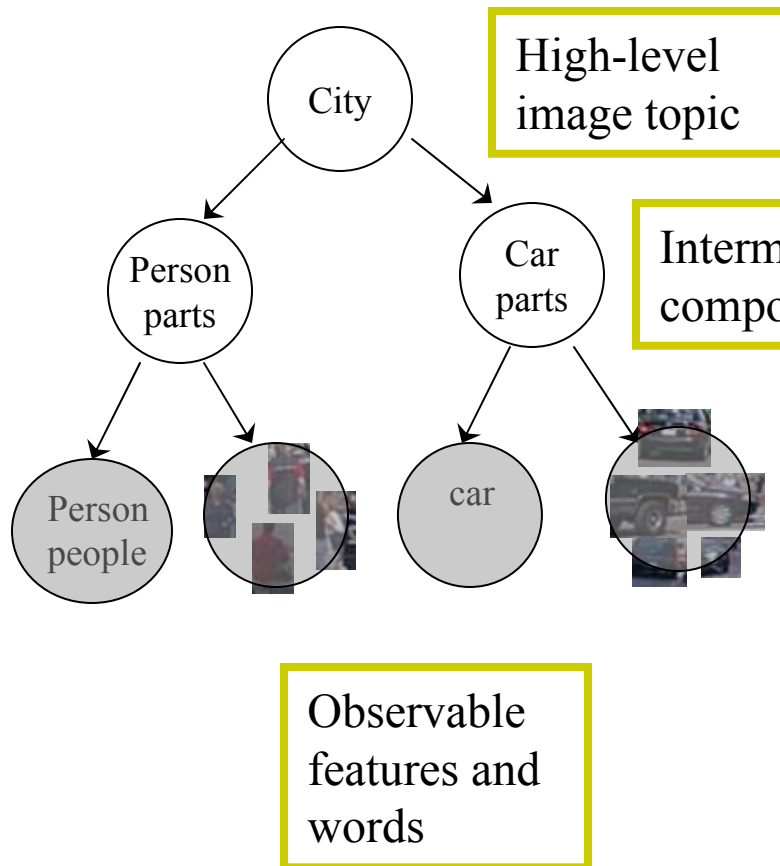 City
High-level
image topic
Person
parts
Car
parts
Person
people
car
Observable
features and
words